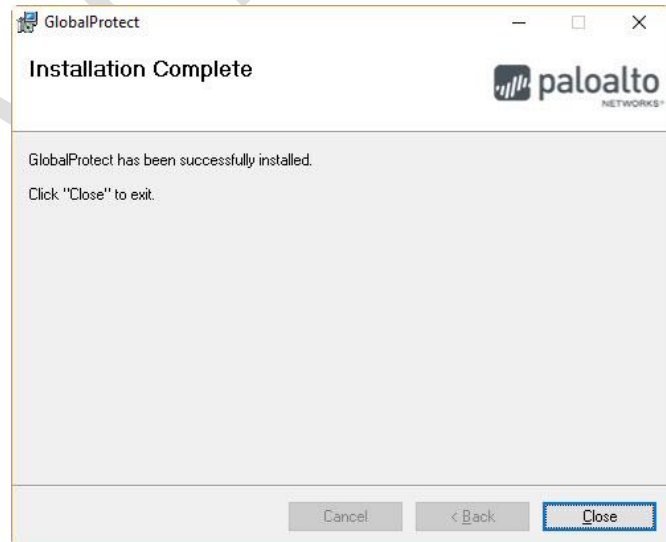 GlobalProtect
Installation Complete
paloalto
NETWORKS®
GlobalProtect has been successfully installed.
Click "Close" to exit.
Cancel
< Back
Close